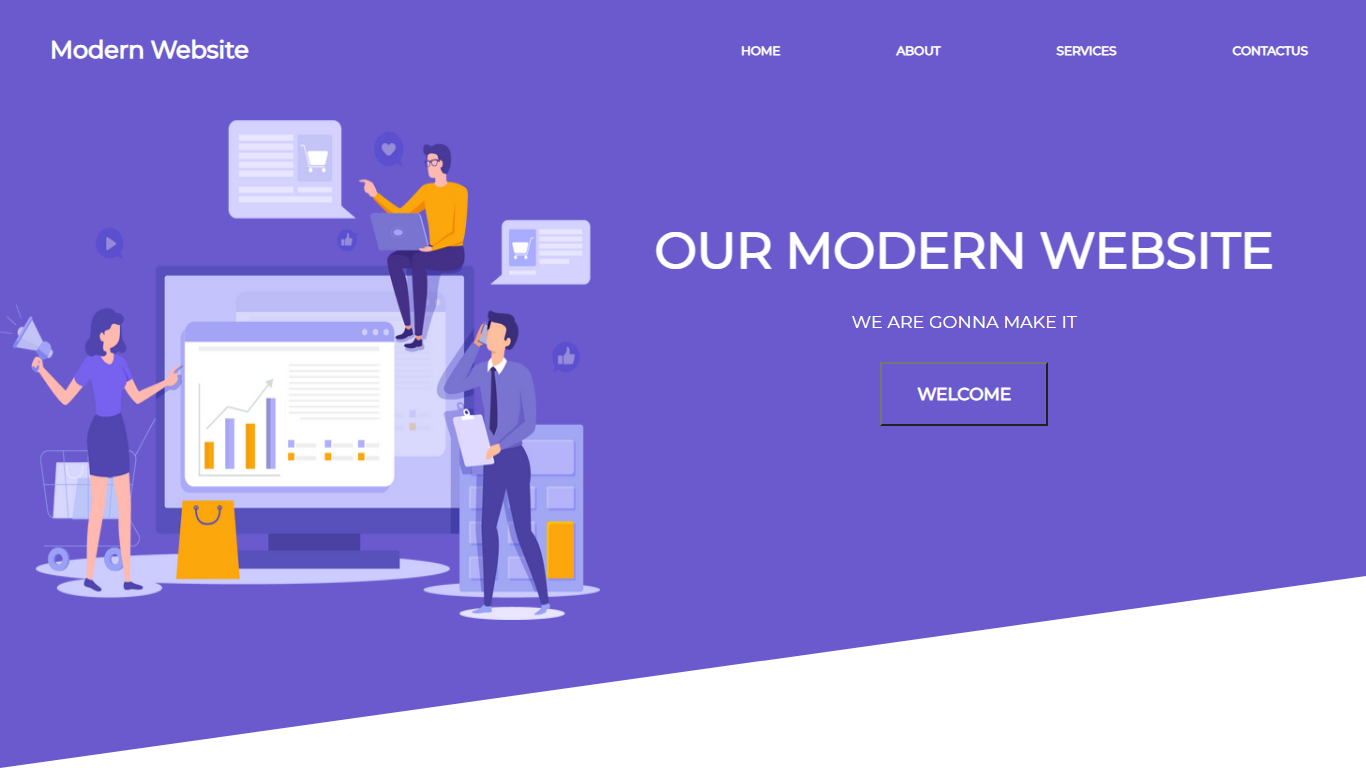 Modern Website
HOME ABOUT SERVICES CONTACTUS
OUR MODERN WEBSITE
WE ARE GONNA MAKE IT
WELCOME